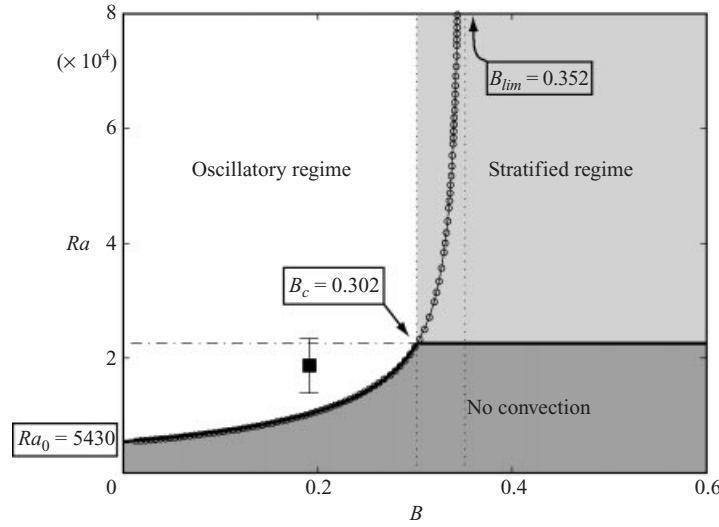 8
(× 10⁴)
B_lim = 0.352
6
Oscillatory regime
Stratified regime
Ra
4
B_c = 0.302
2
No convection
Ra₀ = 5430
0
0.2
0.4
0.6
B